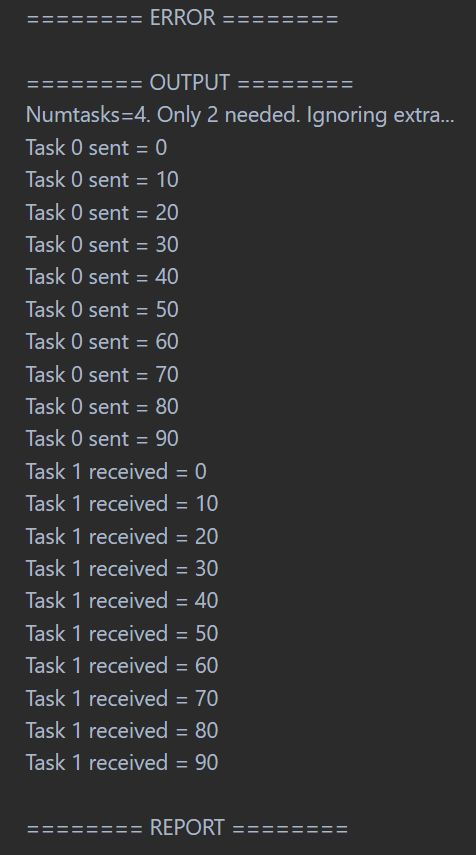 ======== ERROR ========
======== OUTPUT ========
Numtasks=4. Only 2 needed. Ignoring extra...
Task 0 sent = 0
Task 0 sent = 10
Task 0 sent = 20
Task 0 sent = 30
Task 0 sent = 40
Task 0 sent = 50
Task 0 sent = 60
Task 0 sent = 70
Task 0 sent = 80
Task 0 sent = 90
Task 1 received = 0
Task 1 received = 10
Task 1 received = 20
Task 1 received = 30
Task 1 received = 40
Task 1 received = 50
Task 1 received = 60
Task 1 received = 70
Task 1 received = 80
Task 1 received = 90
======== REPORT ========